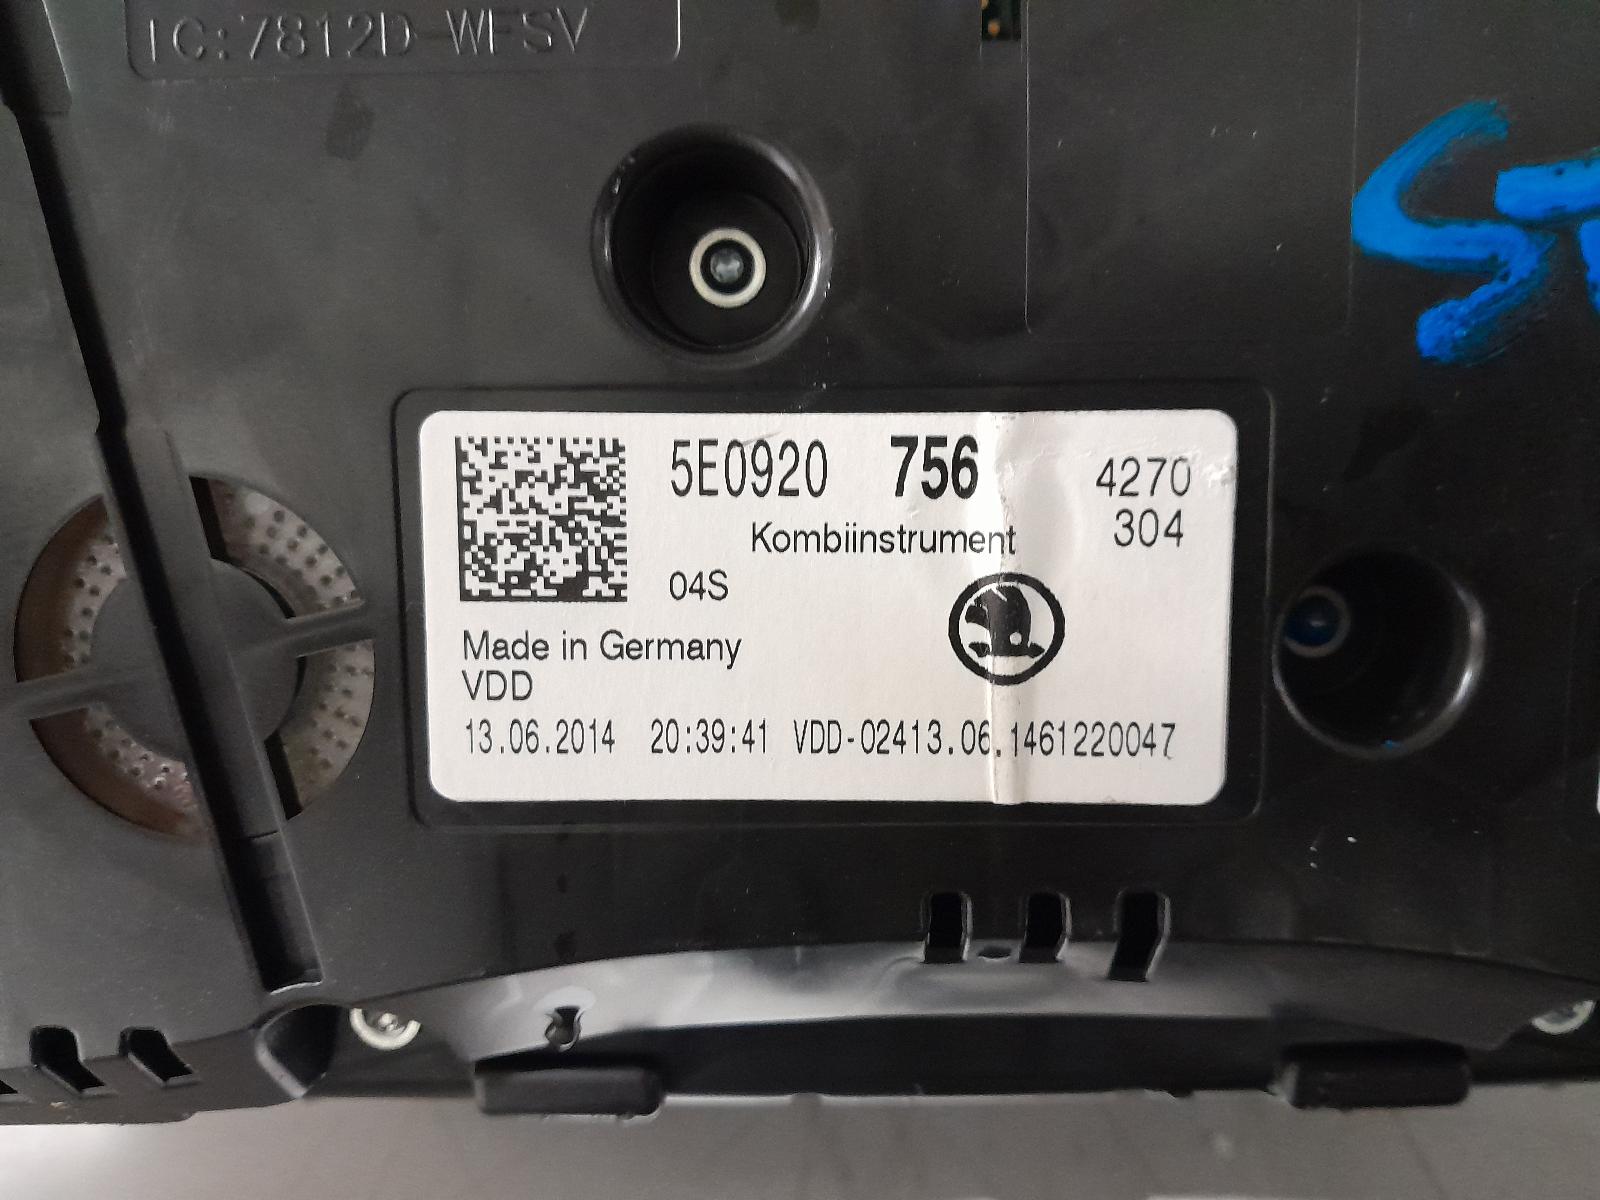 IC:7812D-WFSV
5E0920 756 4270
Kombiinstrument 304
04S
Made in Germany
VDD
13.06.2014 20:39:41 VDD-02413.06.1461220047